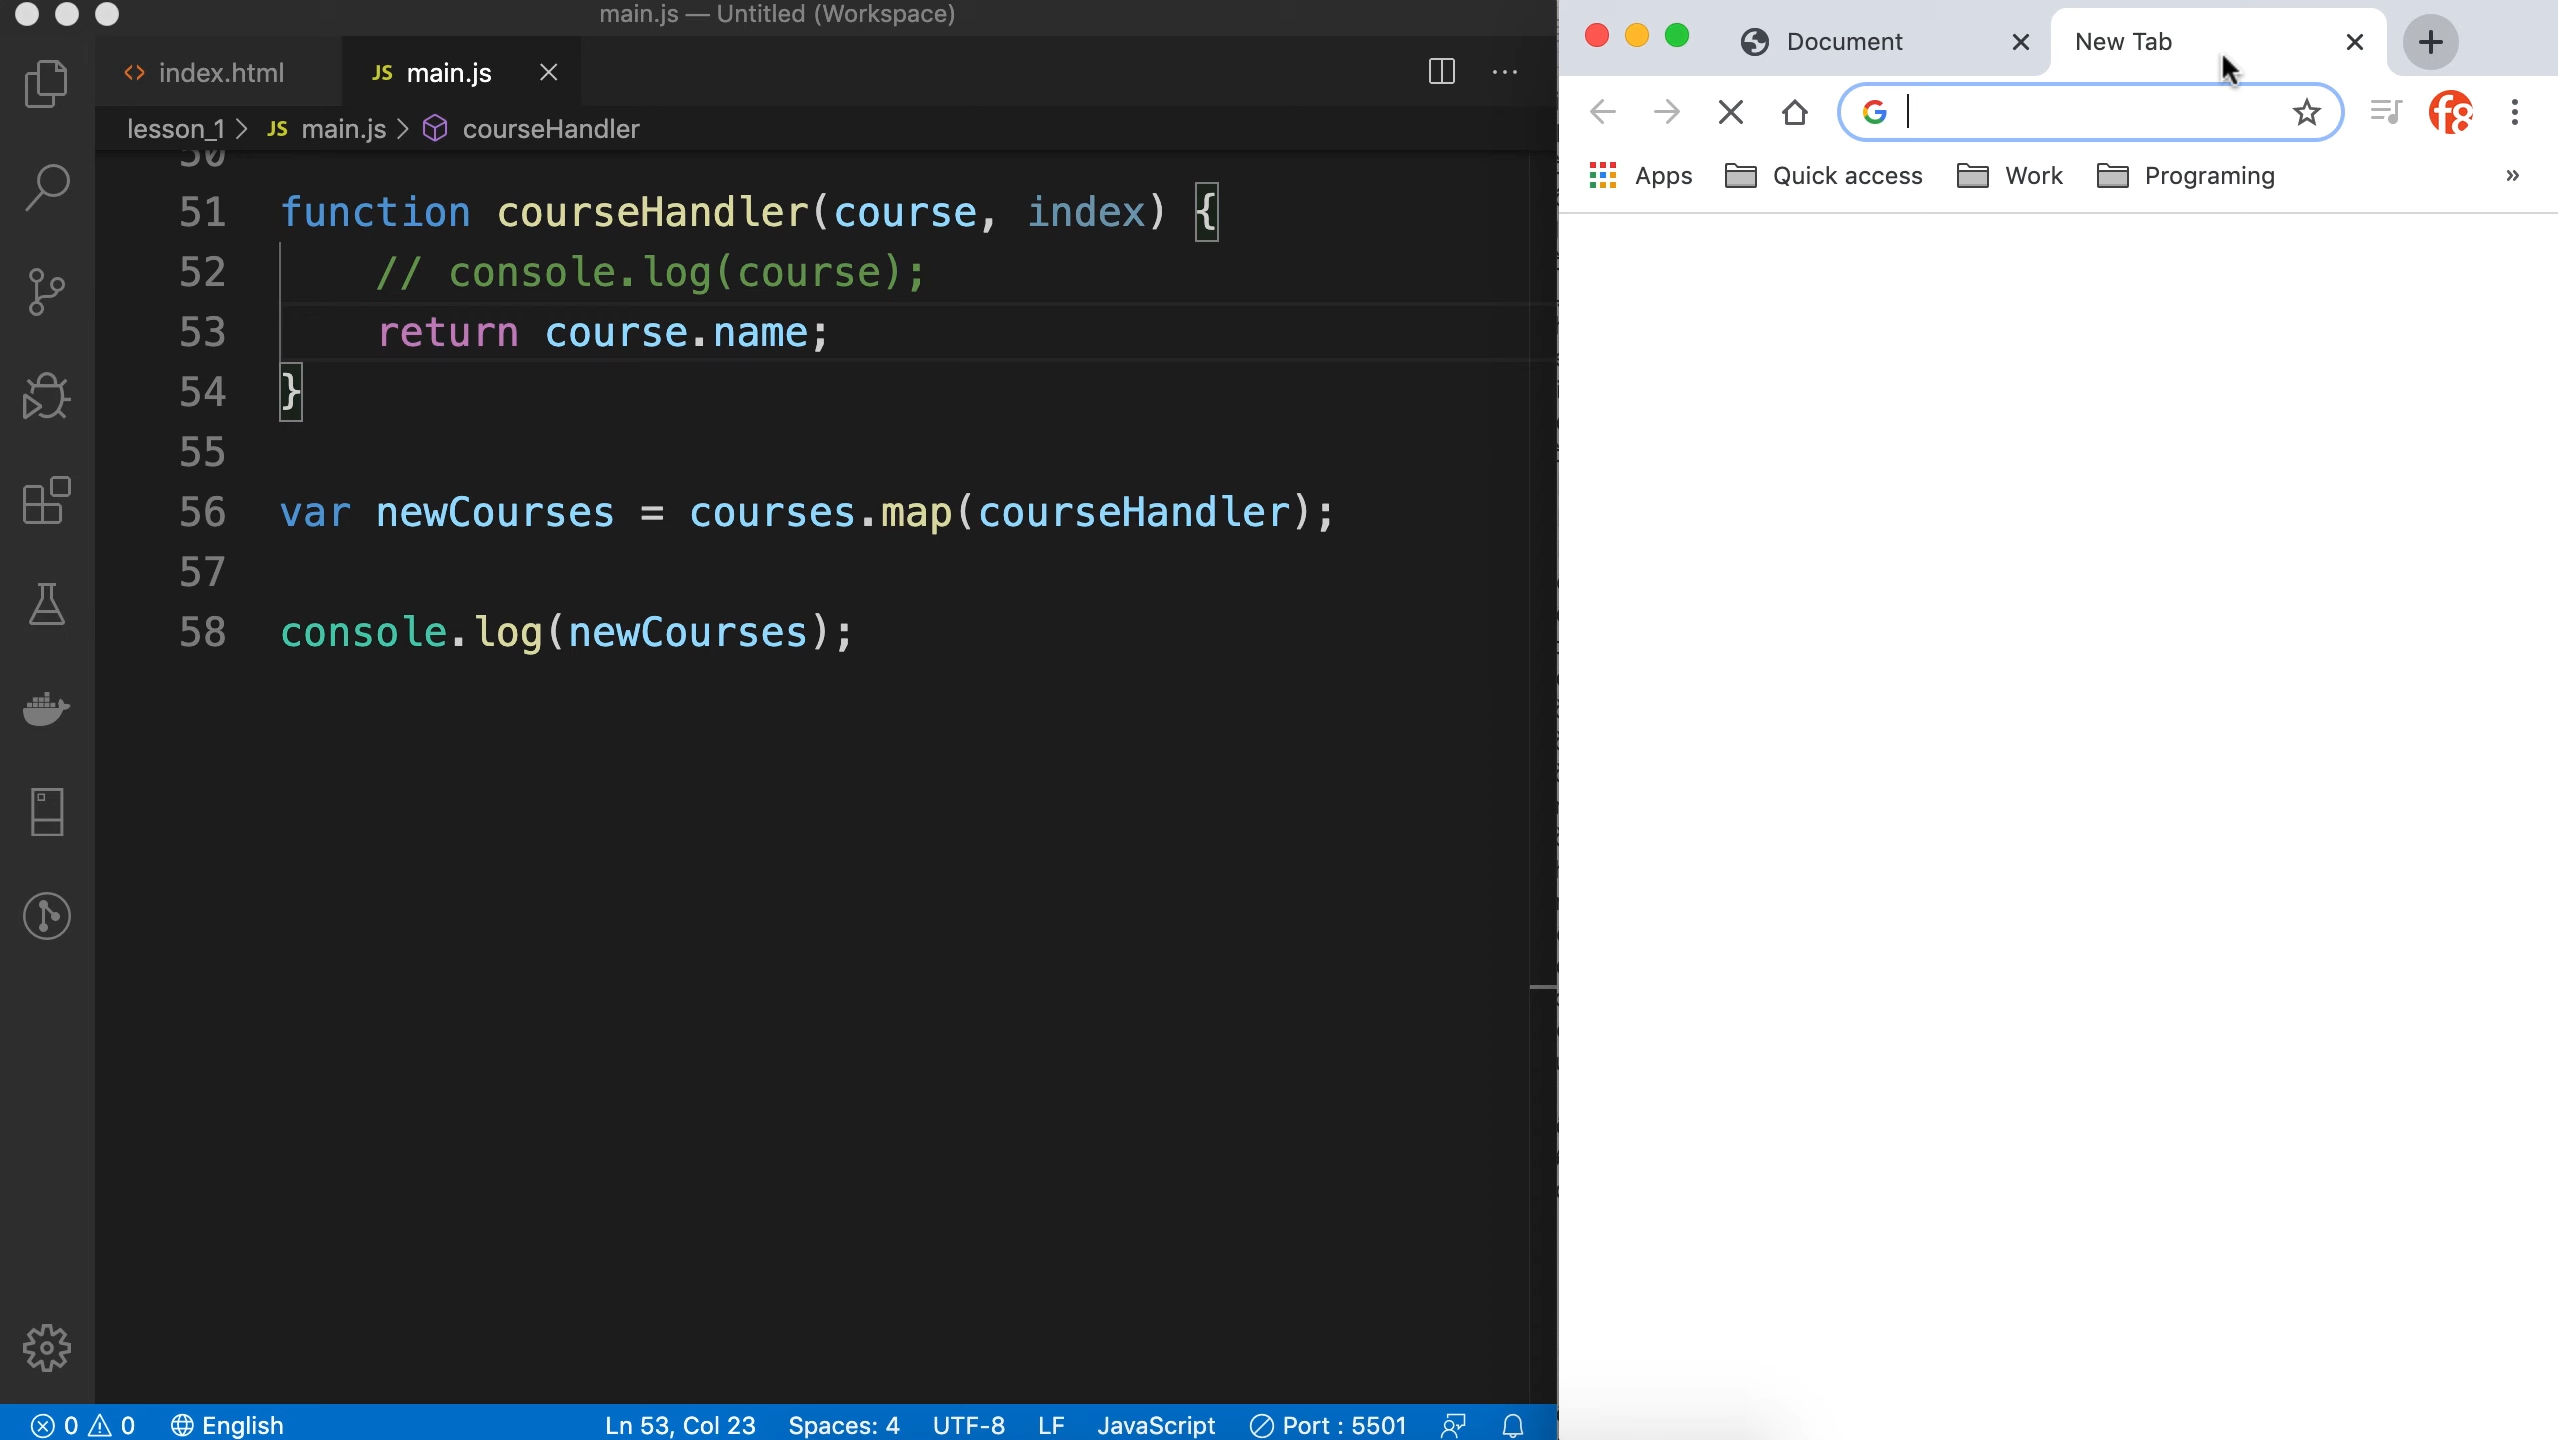 main.js — Untitled (Workspace)
index.html
JS main.js
lesson_1 > JS main.js > courseHandler
50
51 function courseHandler(course, index) {
52 // console.log(course);
53 return course.name;
54 }
55
56 var newCourses = courses.map(courseHandler);
57
58 console.log(newCourses);
0 0 English Ln 53, Col 23 Spaces: 4 UTF-8 LF JavaScript Port : 5501
Document
New Tab
f8
Apps Quick access Work Programing »